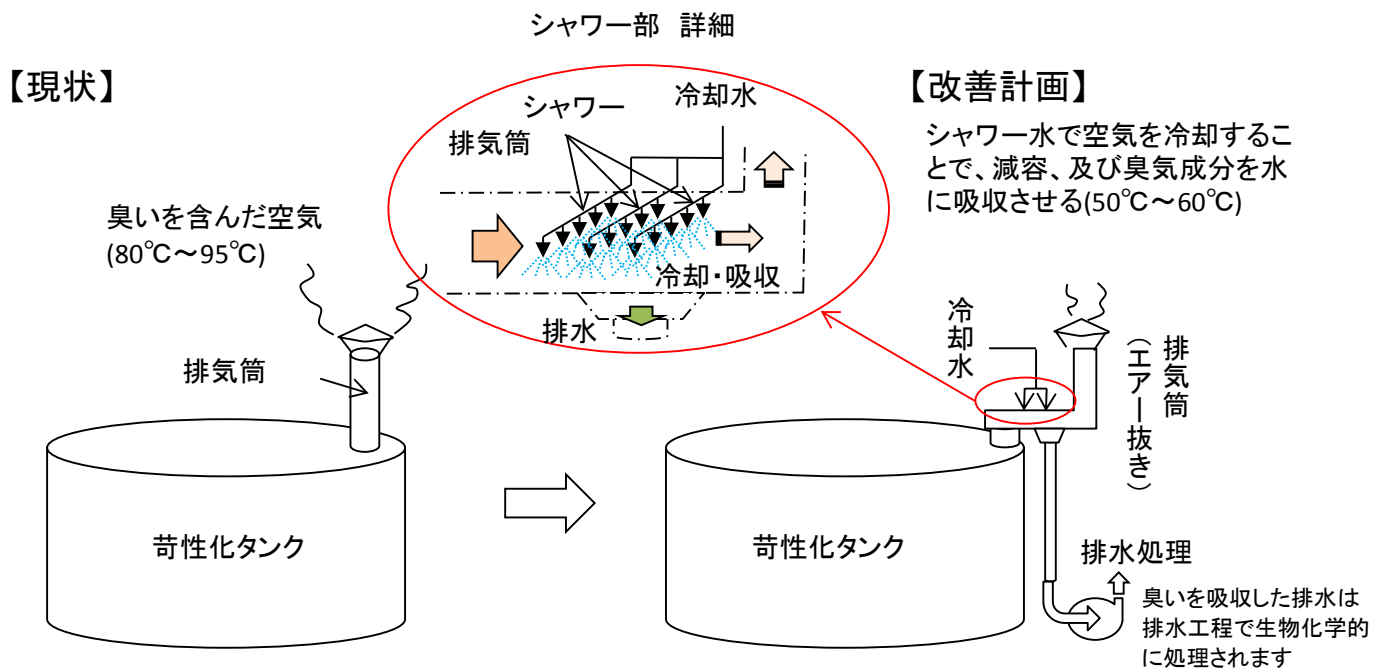 シャワー部 詳細
【現状】
シャワー
冷却水
排気筒
冷却・吸収
排水
臭いを含んだ空気
(80℃～95℃)
排気筒
苛性化タンク
【改善計画】
シャワー水で空気を冷却するこ
とで、減容、及び臭気成分を水
に吸収させる(50℃～60℃)
冷却水
排気筒
（エアー抜き）
苛性化タンク
排水処理
臭いを吸収した排水は
排水工程で生物化学的
に処理されます